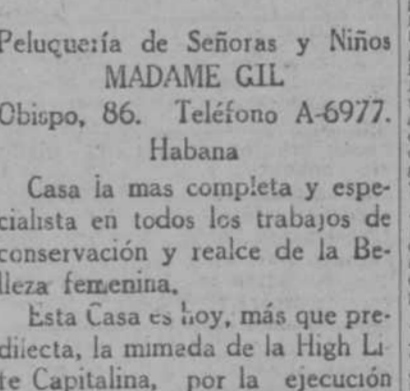 Peluquería de Señoras y Niños
MADAME GIL
Obispo, 86. Teléfono A-6977.
Habana
Casa la mas completa y espe-
cialista en todos los trabajos de
conservación y realce de la Be-
lleza femenina.
Esta Casa es hoy, más que pre-
dilecta, la mimada de la High Li
te Capitalina, por la ejecución